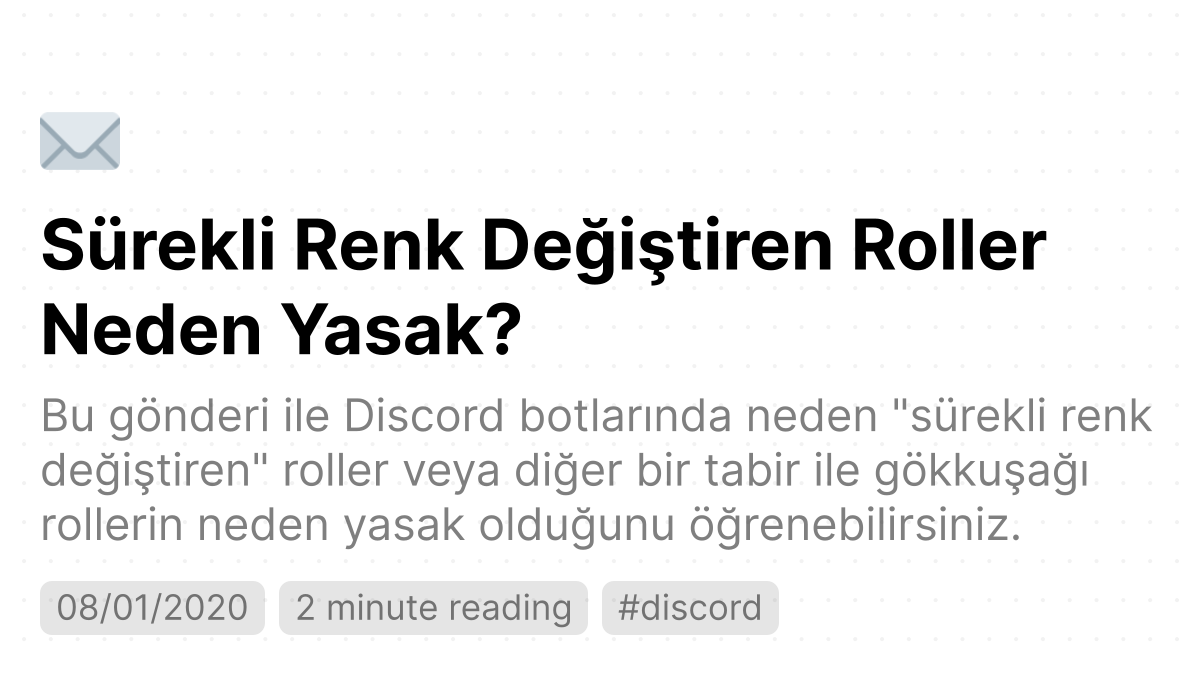 Sürekli Renk Değiştiren Roller
Neden Yasak?
Bu gönderi ile Discord botlarında neden "sürekli renk
değiştiren" roller veya diğer bir tabir ile gökkuşağı
rollerin neden yasak olduğunu öğrenebilirsiniz.
08/01/2020 2 minute reading #discord